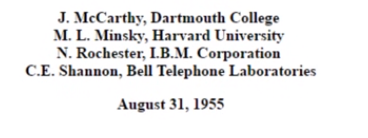 J. McCarthy, Dartmouth College
M. L. Minsky, Harvard University
N. Rochester, I.B.M. Corporation
C.E. Shannon, Bell Telephone Laboratories
August 31, 1955